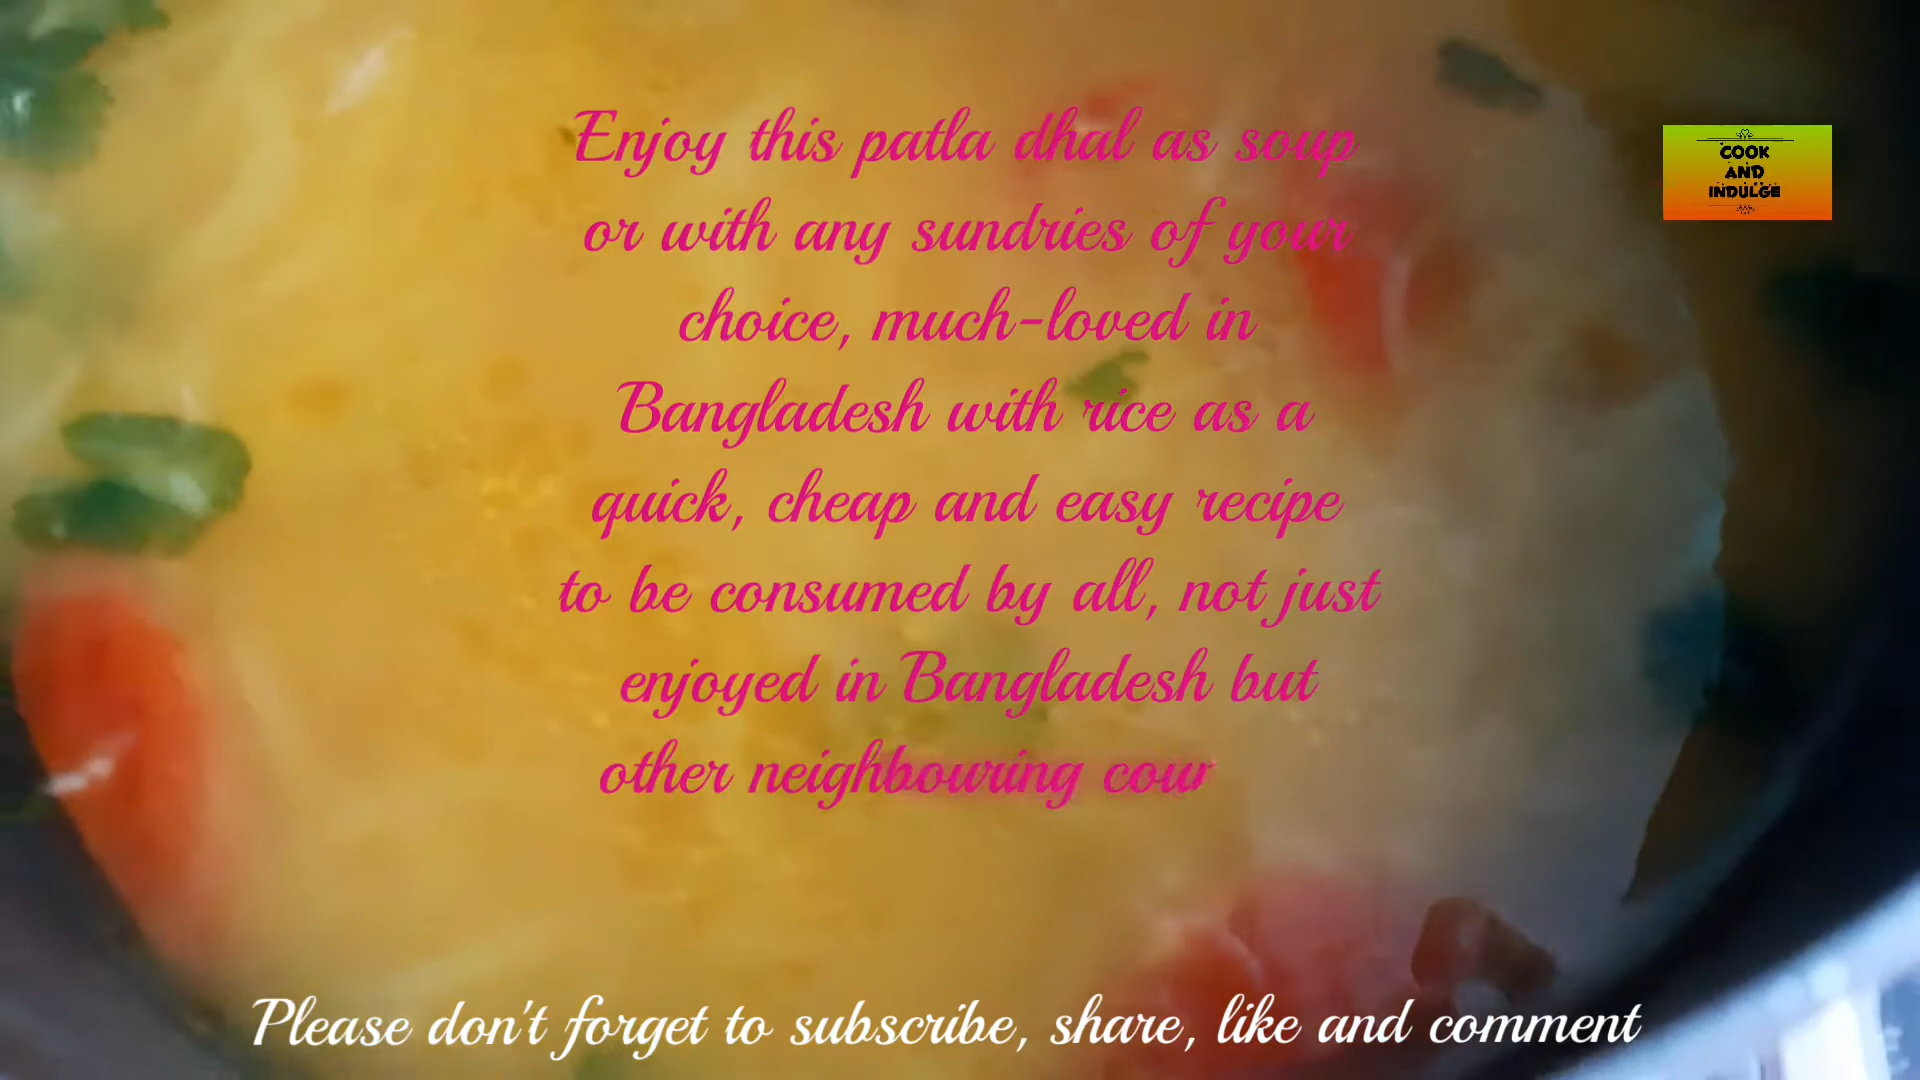 Enjoy this patla dhal as soup
or with any sundries of your
choice, much-loved in
Bangladesh with rice as a
quick, cheap and easy recipe
to be consumed by all, not just
enjoyed in Bangladesh but
other neighbouring
COOK
AND
INDULGE
Please don't forget to subscribe, share, like and comment